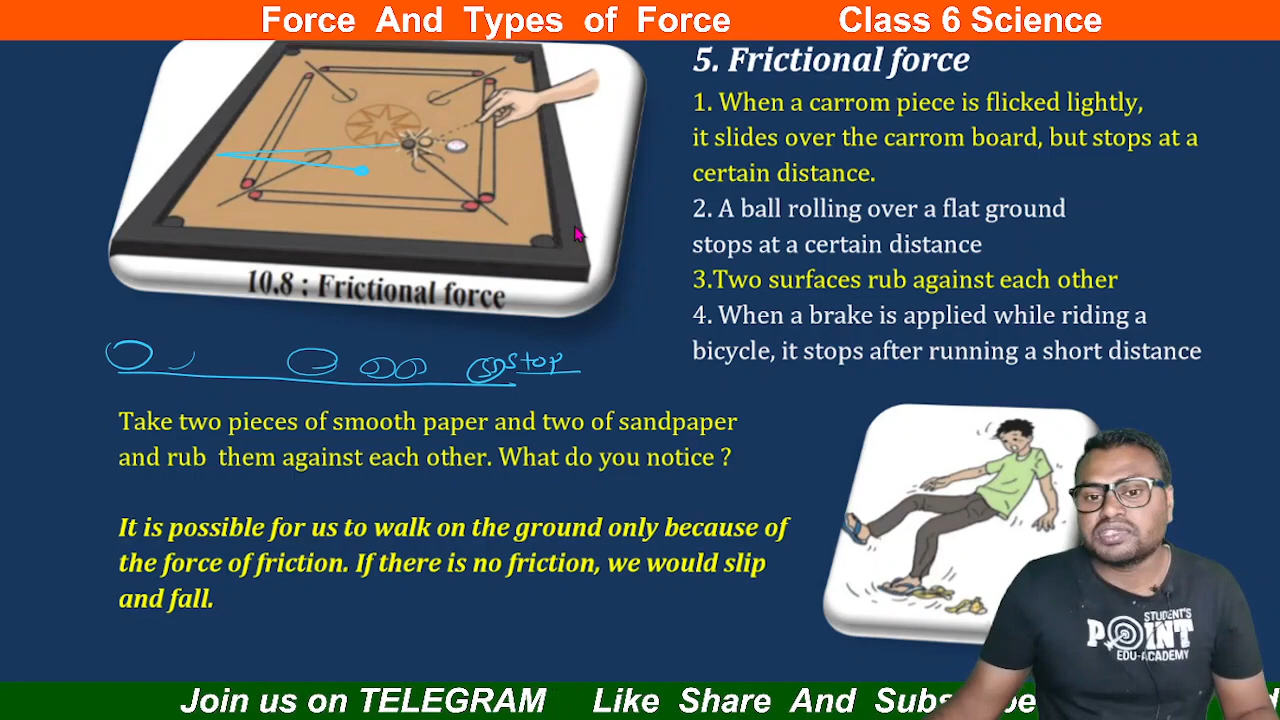 Force And Types of Force Class 6 Science
5. Frictional force
1. When a carrom piece is flicked lightly,
it slides over the carrom board, but stops at a
certain distance.
2. A ball rolling over a flat ground
stops at a certain distance
3.Two surfaces rub against each other
4. When a brake is applied while riding a
bicycle, it stops after running a short distance
10.8 : Frictional force
stop
Take two pieces of smooth paper and two of sandpaper
and rub them against each other. What do you notice ?
It is possible for us to walk on the ground only because of
the force of friction. If there is no friction, we would slip
and fall.
STUDENT'S
POINT
EDU-ACADEMY
Join us on TELEGRAM Like Share And